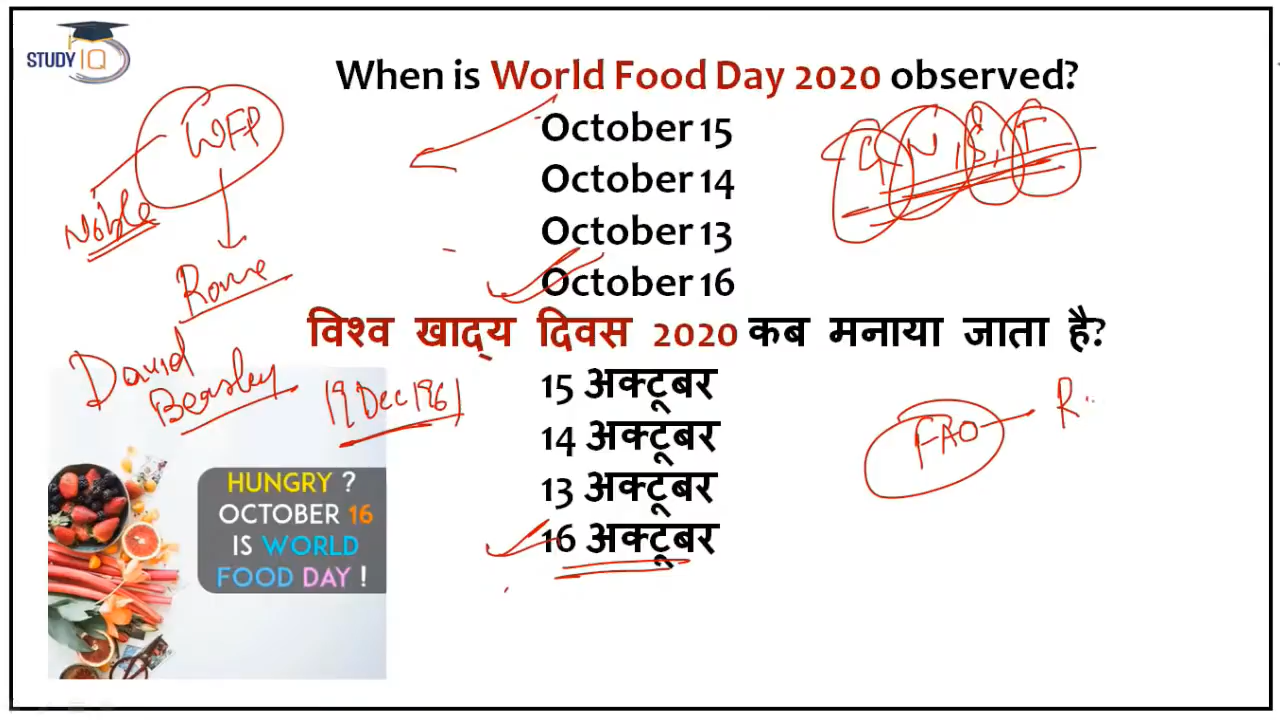 STUDY IQ
When is World Food Day 2020 observed?
October 15
October 14
October 13
October 16
WFP
Noble
Rome
David
Beasley
19 Dec 1961
G, N, S, F
विश्व खाद्य दिवस 2020 कब मनाया जाता है?
15 अक्टूबर
14 अक्टूबर
13 अक्टूबर
16 अक्टूबर
FAO
R
HUNGRY ?
OCTOBER 16
IS WORLD
FOOD DAY !